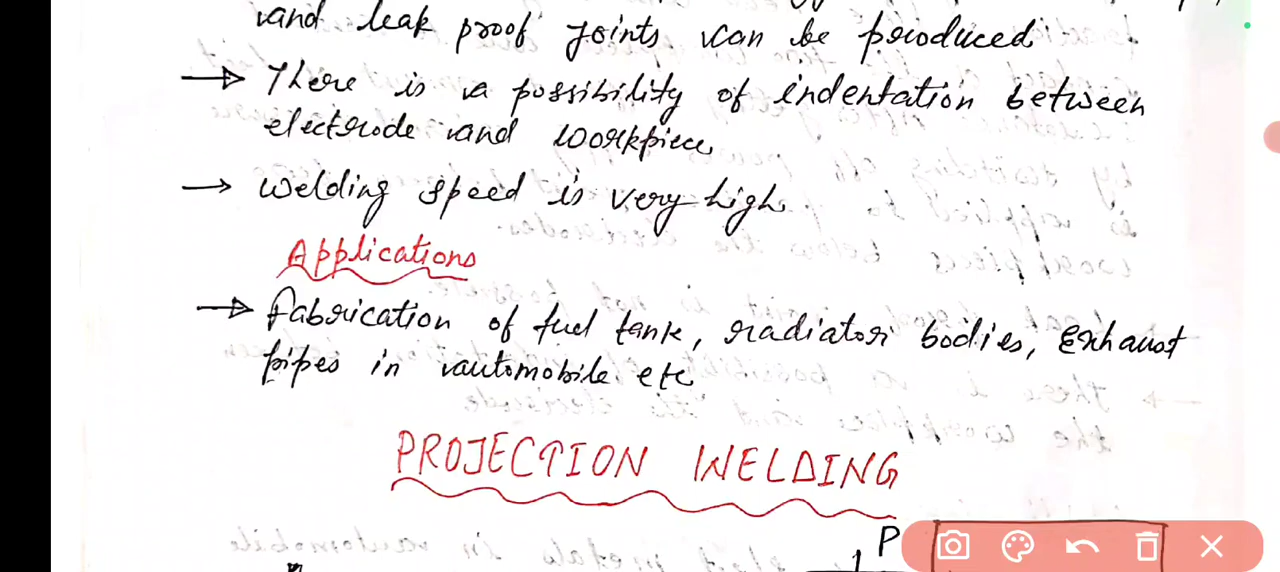 and leak proof joints can be produced
There is a possibility of indentation between
electrode and workpiece
→ Welding speed is very high
Applications
→ Fabrication of fuel tank, radiator bodies, Exhaust
pipes in automobile etc
PROJECTION WELDING
P